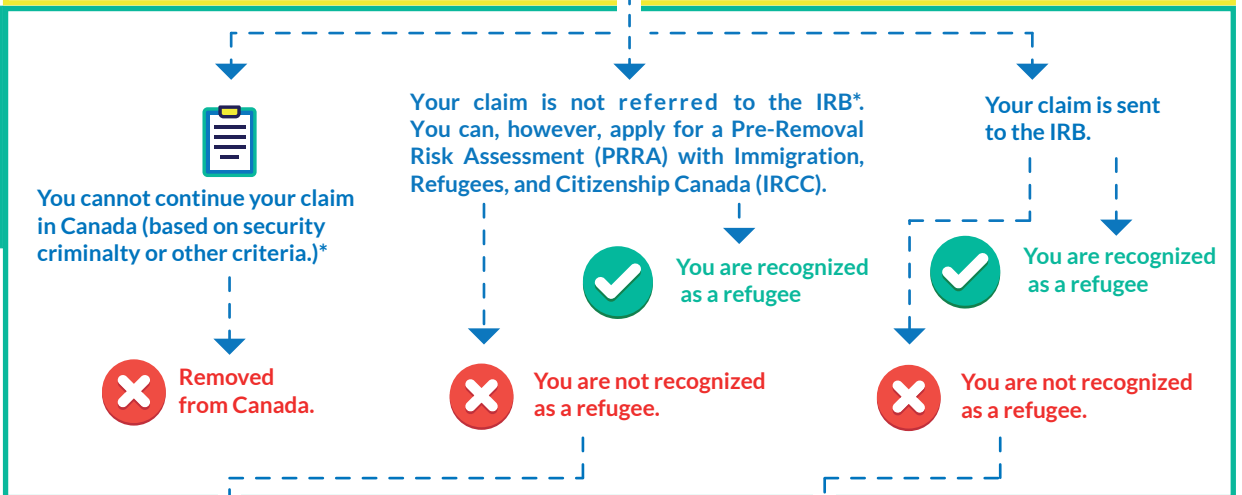 You cannot continue your claim
in Canada (based on security
criminalty or other criteria.)*
Removed
from Canada.
Your claim is not referred to the IRB*.
You can, however, apply for a Pre-Removal
Risk Assessment (PRRA) with Immigration,
Refugees, and Citizenship Canada (IRCC).
You are recognized
as a refugee
You are not recognized
as a refugee.
Your claim is sent
to the IRB.
You are recognized
as a refugee
You are not recognized
as a refugee.